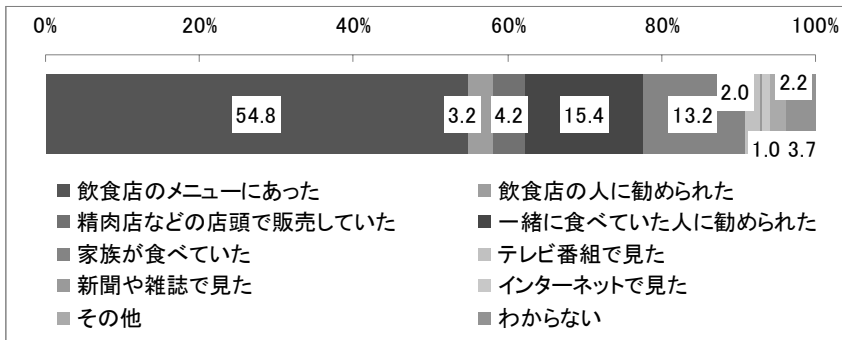 0% 20% 40% 60% 80% 100%
54.8 3.2 4.2 15.4 13.2 2.0 1.0 2.2 3.7
■ 飲食店のメニューにあった ■ 飲食店の人に勧められた
■ 精肉店などの店頭で販売していた ■ 一緒に食べていた人に勧められた
■ 家族が食べていた ■ テレビ番組で見た
■ 新聞や雑誌で見た ■ インターネットで見た
■ その他 ■ わからない